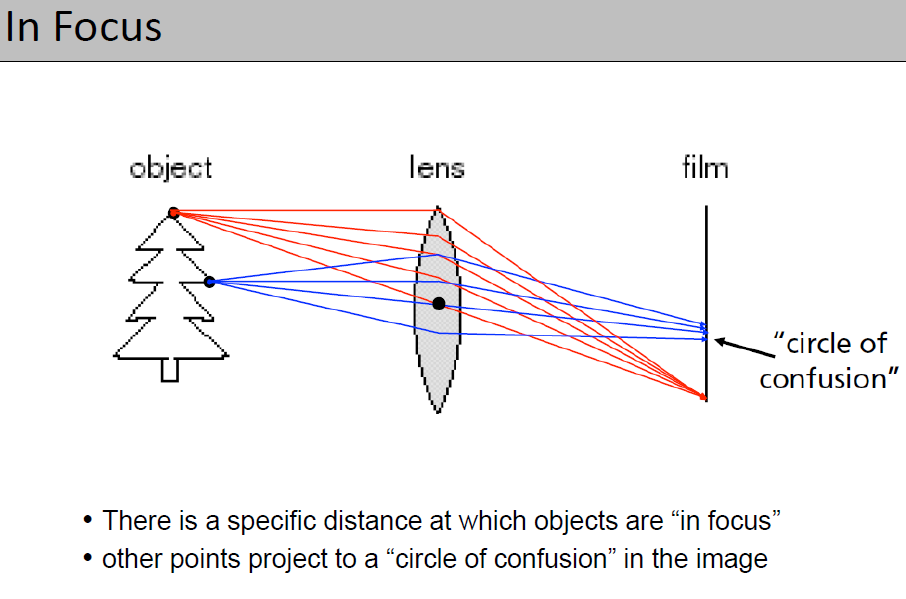 In Focus
object lens film
"circle of
confusion"
• There is a specific distance at which objects are “in focus”
• other points project to a “circle of confusion” in the image